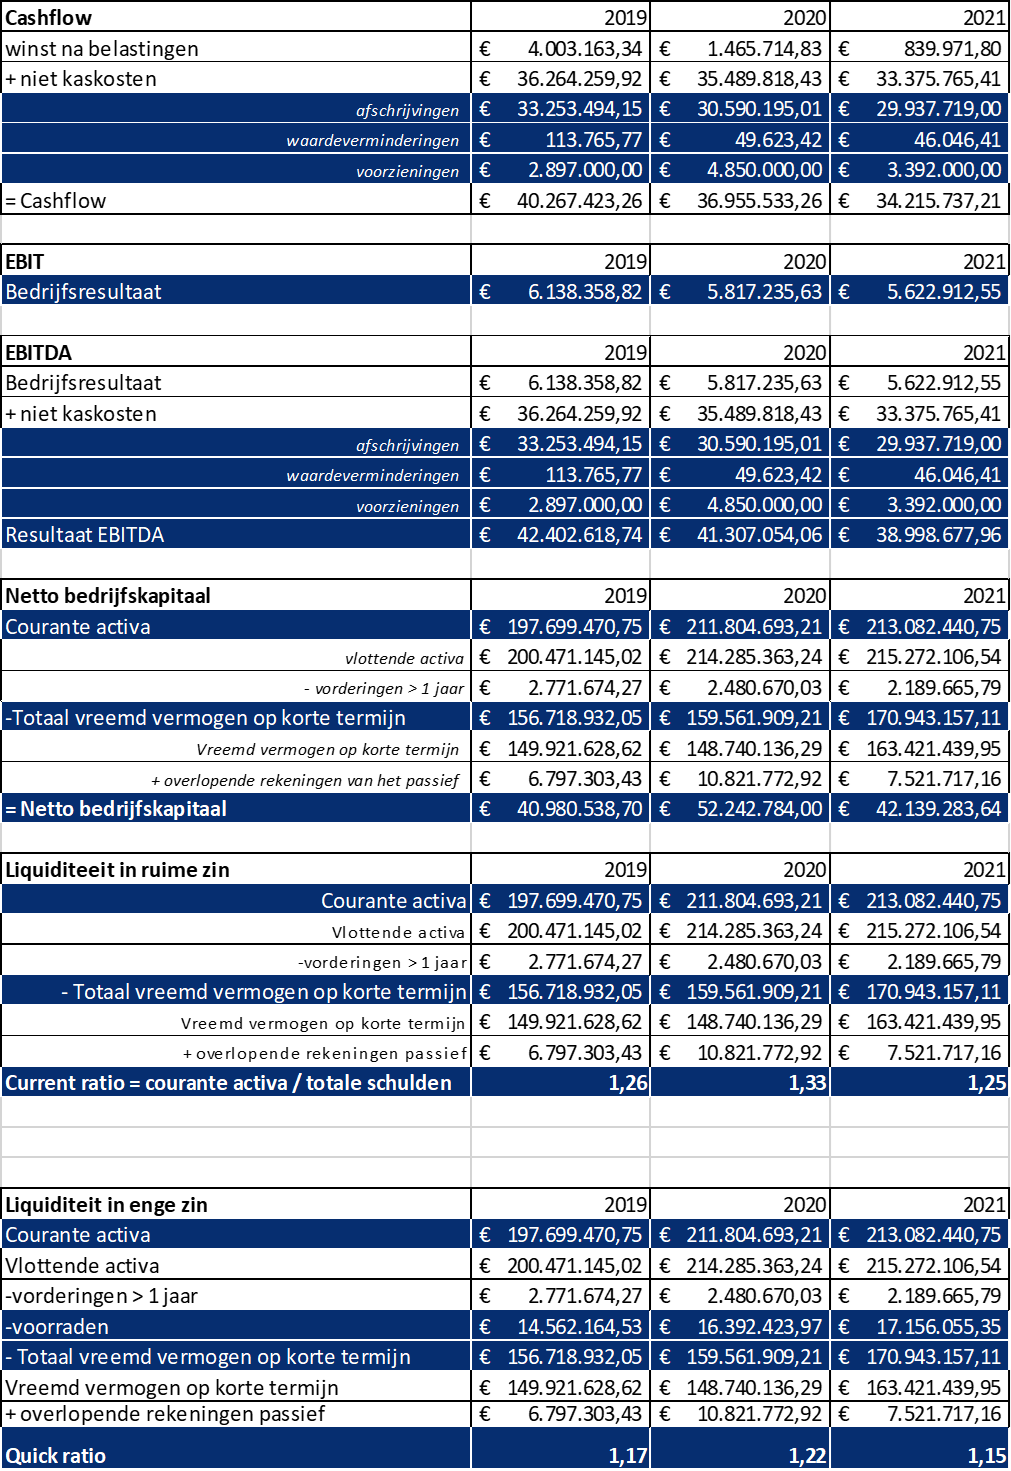 Cashflow 2019 2020 2021
winst na belastingen € 4.003.163,34 € 1.465.714,83 € 839.971,80
+ niet kaskosten € 36.264.259,92 € 35.489.818,43 € 33.375.765,41
afschrijvingen € 33.253.494,15 € 30.590.195,01 € 29.937.719,00
waardeverminderingen € 113.765,77 € 49.623,42 € 46.046,41
voorzieningen € 2.897.000,00 € 4.850.000,00 € 3.392.000,00
= Cashflow € 40.267.423,26 € 36.955.533,26 € 34.215.737,21
EBIT 2019 2020 2021
Bedrijfsresultaat € 6.138.358,82 € 5.817.235,63 € 5.622.912,55
EBITDA 2019 2020 2021
Bedrijfsresultaat € 6.138.358,82 € 5.817.235,63 € 5.622.912,55
+ niet kaskosten € 36.264.259,92 € 35.489.818,43 € 33.375.765,41
afschrijvingen € 33.253.494,15 € 30.590.195,01 € 29.937.719,00
waardeverminderingen € 113.765,77 € 49.623,42 € 46.046,41
voorzieningen € 2.897.000,00 € 4.850.000,00 € 3.392.000,00
Resultaat EBITDA € 42.402.618,74 € 41.307.054,06 € 38.998.677,96
Netto bedrijfskapitaal 2019 2020 2021
Courante activa € 197.699.470,75 € 211.804.693,21 € 213.082.440,75
vlottende activa € 200.471.145,02 € 214.285.363,24 € 215.272.106,54
- vorderingen > 1 jaar € 2.771.674,27 € 2.480.670,03 € 2.189.665,79
-Totaal vreemd vermogen op korte termijn € 156.718.932,05 € 159.561.909,21 € 170.943.157,11
Vreemd vermogen op korte termijn € 149.921.628,62 € 148.740.136,29 € 163.421.439,95
+ overlopende rekeningen van het passief € 6.797.303,43 € 10.821.772,92 € 7.521.717,16
= Netto bedrijfskapitaal € 40.980.538,70 € 52.242.784,00 € 42.139.283,64
Liquiditeeit in ruime zin 2019 2020 2021
Courante activa € 197.699.470,75 € 211.804.693,21 € 213.082.440,75
Vlottende activa € 200.471.145,02 € 214.285.363,24 € 215.272.106,54
-vorderingen > 1 jaar € 2.771.674,27 € 2.480.670,03 € 2.189.665,79
- Totaal vreemd vermogen op korte termijn € 156.718.932,05 € 159.561.909,21 € 170.943.157,11
Vreemd vermogen op korte termijn € 149.921.628,62 € 148.740.136,29 € 163.421.439,95
+ overlopende rekeningen passief € 6.797.303,43 € 10.821.772,92 € 7.521.717,16
Current ratio = courante activa / totale schulden 1,26 1,33 1,25
Liquiditeit in enge zin 2019 2020 2021
Courante activa € 197.699.470,75 € 211.804.693,21 € 213.082.440,75
Vlottende activa € 200.471.145,02 € 214.285.363,24 € 215.272.106,54
-vorderingen > 1 jaar € 2.771.674,27 € 2.480.670,03 € 2.189.665,79
-voorraden € 14.562.164,53 € 16.392.423,97 € 17.156.055,35
- Totaal vreemd vermogen op korte termijn € 156.718.932,05 € 159.561.909,21 € 170.943.157,11
Vreemd vermogen op korte termijn € 149.921.628,62 € 148.740.136,29 € 163.421.439,95
+ overlopende rekeningen passief € 6.797.303,43 € 10.821.772,92 € 7.521.717,16
Quick ratio 1,17 1,22 1,15